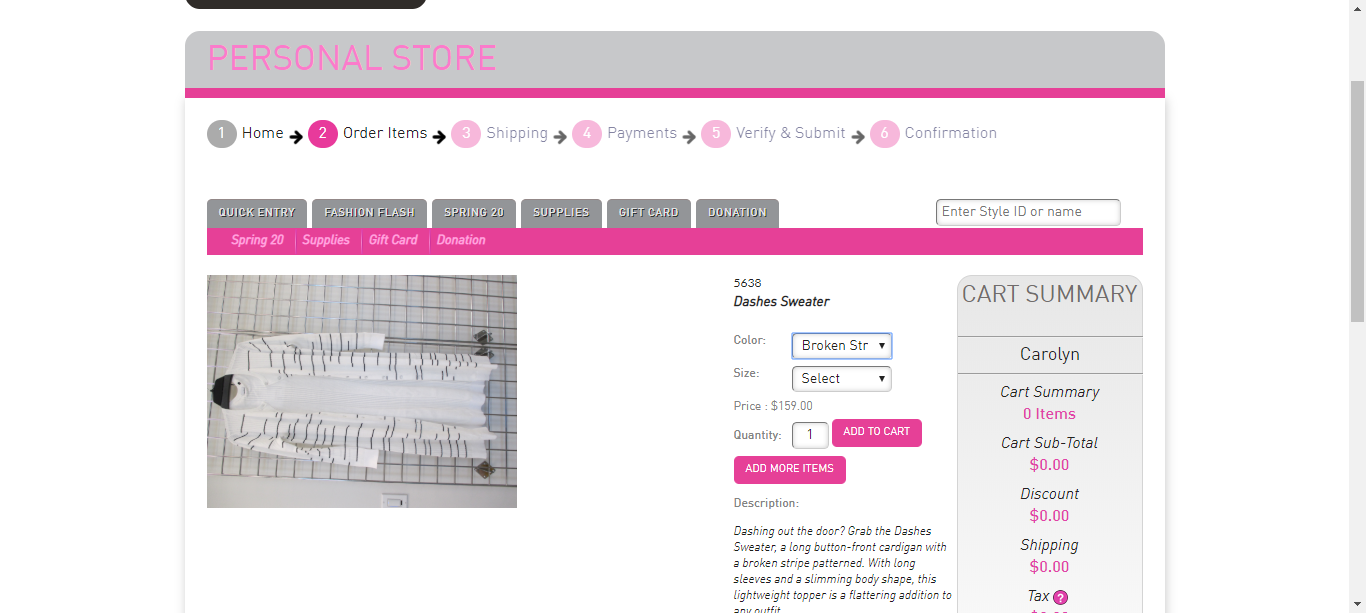 PERSONAL STORE
1 Home 2 Order Items 3 Shipping 4 Payments 5 Verify & Submit 6 Confirmation
QUICK ENTRY FASHION FLASH SPRING 20 SUPPLIES GIFT CARD DONATION
Enter Style ID or name
Spring 20 Supplies Gift Card Donation
5638
Dashes Sweater
Color: Broken Str
Size: Select
Price : $159.00
Quantity: 1 ADD TO CART
ADD MORE ITEMS
Description:
Dashing out the door? Grab the Dashes
Sweater, a long button-front cardigan with
a broken stripe patterned. With long
sleeves and a slimming body shape, this
lightweight topper is a flattering addition to
any outfit
CART SUMMARY
Carolyn
Cart Summary
0 Items
Cart Sub-Total
$0.00
Discount
$0.00
Shipping
$0.00
Tax ?